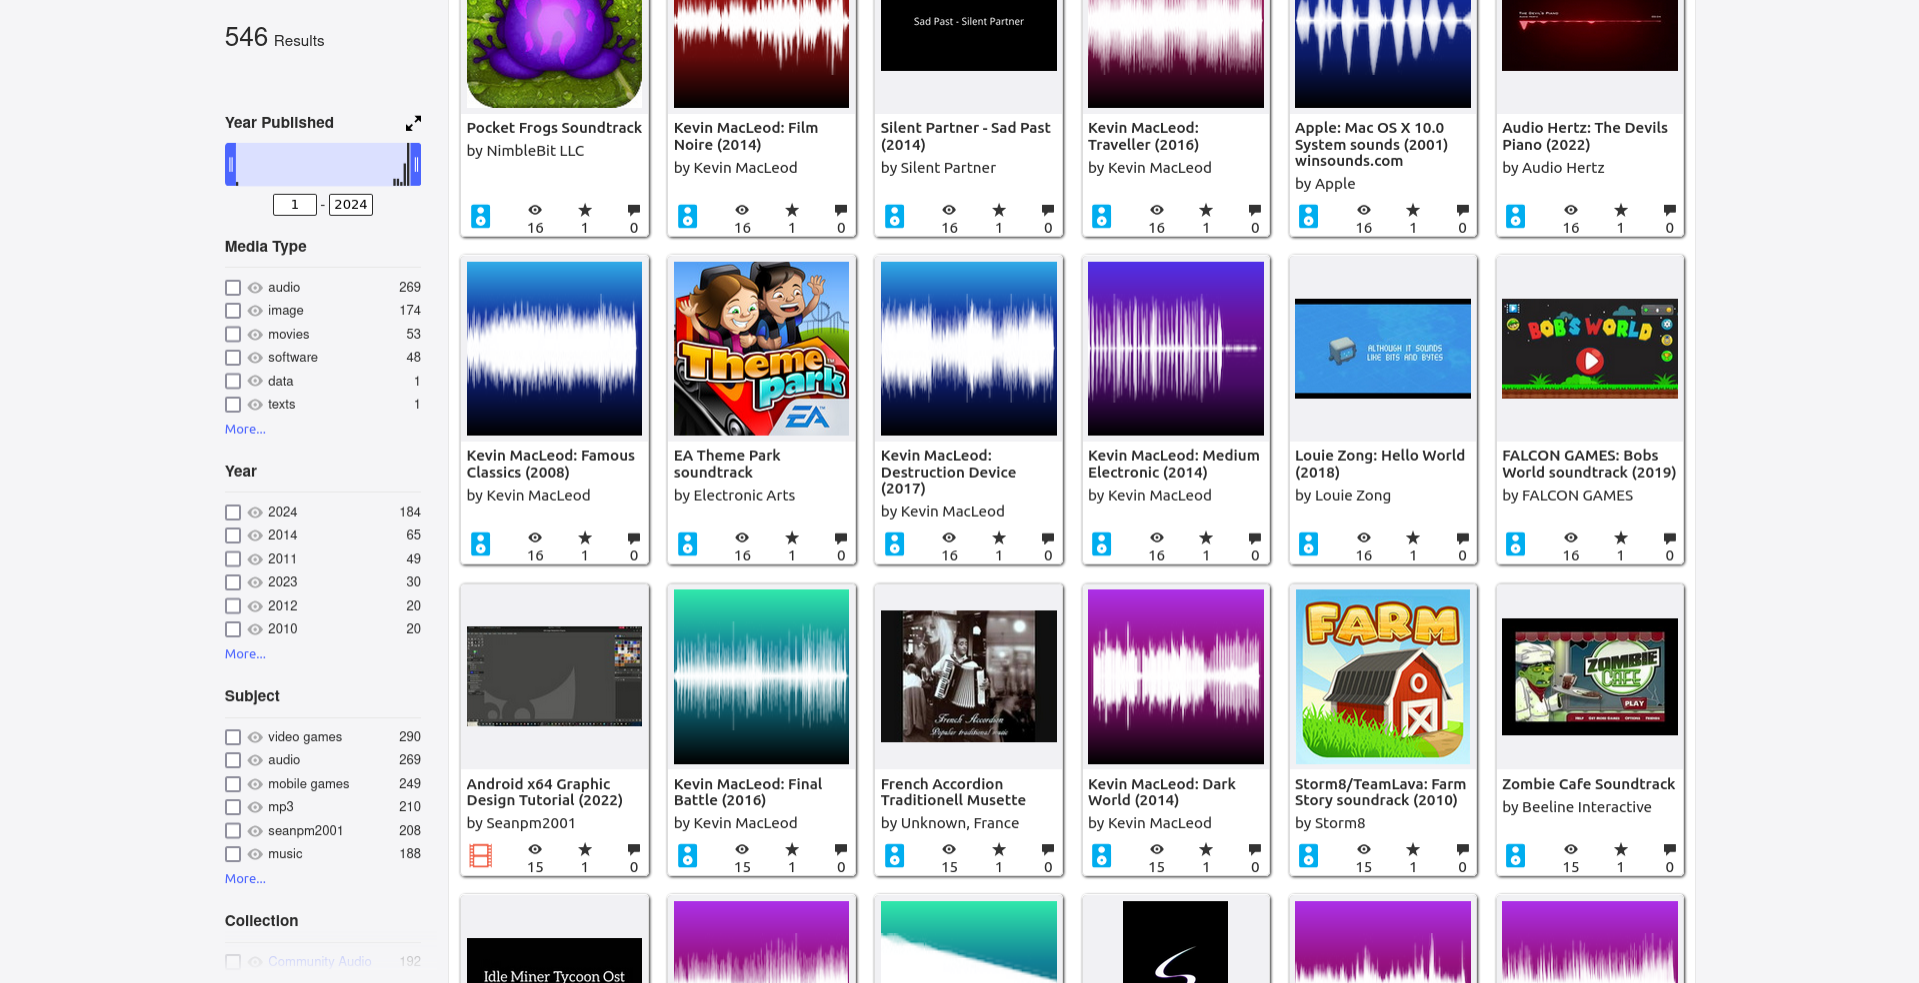 546 Results
Year Published
1 - 2024
Media Type
audio 269
image 174
movies 53
software 48
data 1
texts 1
More...
Year
2024 184
2014 65
2011 49
2023 30
2012 20
2010 20
More...
Subject
video games 290
audio 269
mobile games 249
mp3 210
seanpm2001 208
music 188
More...
Collection
Community Audio 192
Sad Past - Silent Partner
The Devil's Piano
Pocket Frogs Soundtrack
by NimbleBit LLC
16 1 0
Kevin MacLeod: Film
Noire (2014)
by Kevin MacLeod
16 1 0
Silent Partner - Sad Past
(2014)
by Silent Partner
16 1 0
Kevin MacLeod:
Traveller (2016)
by Kevin MacLeod
16 1 0
Apple: Mac OS X 10.0
System sounds (2001)
winsounds.com
by Apple
16 1 0
Audio Hertz: The Devils
Piano (2022)
by Audio Hertz
16 1 0
Kevin MacLeod: Famous
Classics (2008)
by Kevin MacLeod
16 1 0
Theme
park
EA
EA Theme Park
soundtrack
by Electronic Arts
16 1 0
Kevin MacLeod:
Destruction Device
(2017)
by Kevin MacLeod
16 1 0
Kevin MacLeod: Medium
Electronic (2014)
by Kevin MacLeod
16 1 0
ALTHOUGH IT SOUNDS
LIKE BITS AND BYTES
Louie Zong: Hello World
(2018)
by Louie Zong
16 1 0
BOB'S WORLD
FALCON GAMES: Bobs
World soundtrack (2019)
by FALCON GAMES
16 1 0
Android x64 Graphic
Design Tutorial (2022)
by Seanpm2001
15 1 0
Kevin MacLeod: Final
Battle (2016)
by Kevin MacLeod
15 1 0
French Accordion
Popular traditional music
French Accordion
Traditionell Musette
by Unknown, France
15 1 0
Kevin MacLeod: Dark
World (2014)
by Kevin MacLeod
15 1 0
FARM
Storm8/TeamLava: Farm
Story soundrack (2010)
by Storm8
15 1 0
ZOMBIE
CAFE
PLAY
Zombie Cafe Soundtrack
by Beeline Interactive
15 1 0
Idle Miner Tycoon Ost